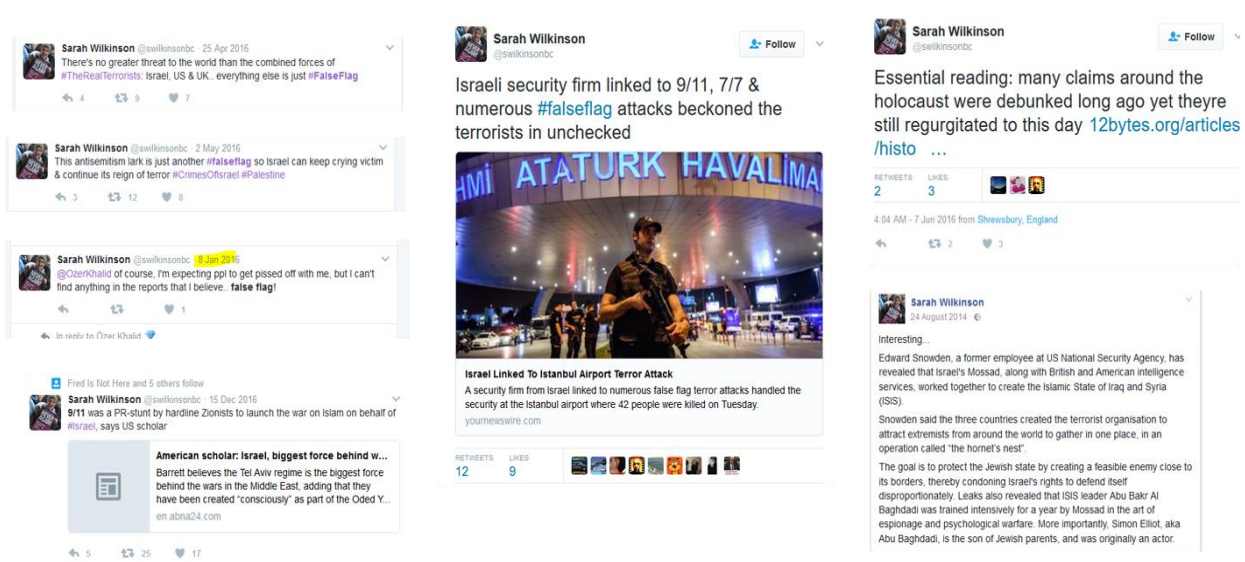 Sarah Wilkinson @swilkinsonbc · 25 Apr 2016
There's no greater threat to the world than the combined forces of
#TheRealTerrorists: Israel, US & UK.. everything else is just #FalseFlag
4 9 7
Sarah Wilkinson @swilkinsonbc · 2 May 2016
This antisemitism lark is just another #falseflag so Israel can keep crying victim
& continue its reign of terror #CrimesOfIsrael #Palestine
3 12 8
Sarah Wilkinson @swilkinsonbc 8 Jan 2016
@OzerKhalid of course, I'm expecting ppl to get pissed off with me, but I can't
find anything in the reports that I believe.. false flag!
1
In reply to Özer Khalid
Fred Is Not Here and 5 others follow
Sarah Wilkinson @swilkinsonbc · 15 Dec 2016
9/11 was a PR-stunt by hardline Zionists to launch the war on Islam on behalf of
#Israel, says US scholar
American scholar: Israel, biggest force behind w...
Barrett believes the Tel Aviv regime is the biggest force
behind the wars in the Middle East, adding that they
have been created "consciously" as part of the Oded Y...
en.abna24.com
5 25 17
Sarah Wilkinson
@swilkinsonbc
Follow
Israeli security firm linked to 9/11, 7/7 &
numerous #falseflag attacks beckoned the
terrorists in unchecked
HMİ ATATÜRK HAVALİMA
Israel Linked To Istanbul Airport Terror Attack
A security firm from Israel linked to numerous false flag terror attacks handled the
security at the Istanbul airport where 42 people were killed on Tuesday.
yournewswire.com
RETWEETS LIKES
12 9
Sarah Wilkinson
@swilkinsonbc
Follow
Essential reading: many claims around the
holocaust were debunked long ago yet theyre
still regurgitated to this day 12bytes.org/articles
/histo ...
RETWEETS LIKES
2 3
4:04 AM - 7 Jun 2016 from Shrewsbury, England
2 3
Sarah Wilkinson
24 August 2014 ·
Interesting...
Edward Snowden, a former employee at US National Security Agency, has
revealed that Israel's Mossad, along with British and American intelligence
services, worked together to create the Islamic State of Iraq and Syria
(ISIS).
Snowden said the three countries created the terrorist organisation to
attract extremists from around the world to gather in one place, in an
operation called "the hornet's nest".
The goal is to protect the Jewish state by creating a feasible enemy close to
its borders, thereby condoning Israel's rights to defend itself
disproportionately. Leaks also revealed that ISIS leader Abu Bakr Al
Baghdadi was trained intensively for a year by Mossad in the art of
espionage and psychological warfare. More importantly, Simon Elliot, aka
Abu Baghdadi, is the son of Jewish parents, and was originally an actor.